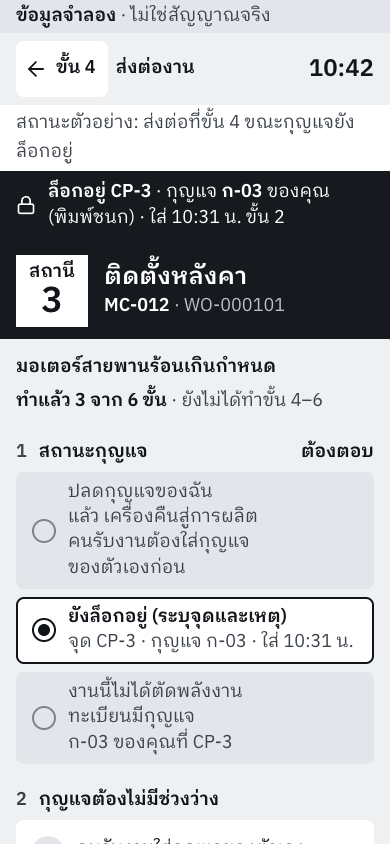 ข้อมูลจำลอง · ไม่ใช่สัญญาณจริง
ขั้น 4 ส่งต่องาน 10:42
สถานะตัวอย่าง: ส่งต่อที่ขั้น 4 ขณะกุญแจยัง
ล็อกอยู่
ล็อกอยู่ CP-3 · กุญแจ ก-03 ของคุณ
(พิมพ์ชนก) · ใส่ 10:31 น. ขั้น 2
สถานี
3
ติดตั้งหลังคา
MC-012 · WO-000101
มอเตอร์สายพานร้อนเกินกำหนด
ทำแล้ว 3 จาก 6 ขั้น · ยังไม่ได้ทำขั้น 4–6
1 สถานะกุญแจ ต้องตอบ
ปลดกุญแจของฉัน
แล้ว เครื่องคืนสู่การผลิต
คนรับงานต้องใส่กุญแจ
ของตัวเองก่อน
ยังล็อกอยู่ (ระบุจุดและเหตุ)
จุด CP-3 · กุญแจ ก-03 · ใส่ 10:31 น.
งานนี้ไม่ได้ตัดพลังงาน
ทะเบียนมีกุญแจ
ก-03 ของคุณที่ CP-3
2 กุญแจต้องไม่มีช่วงว่าง